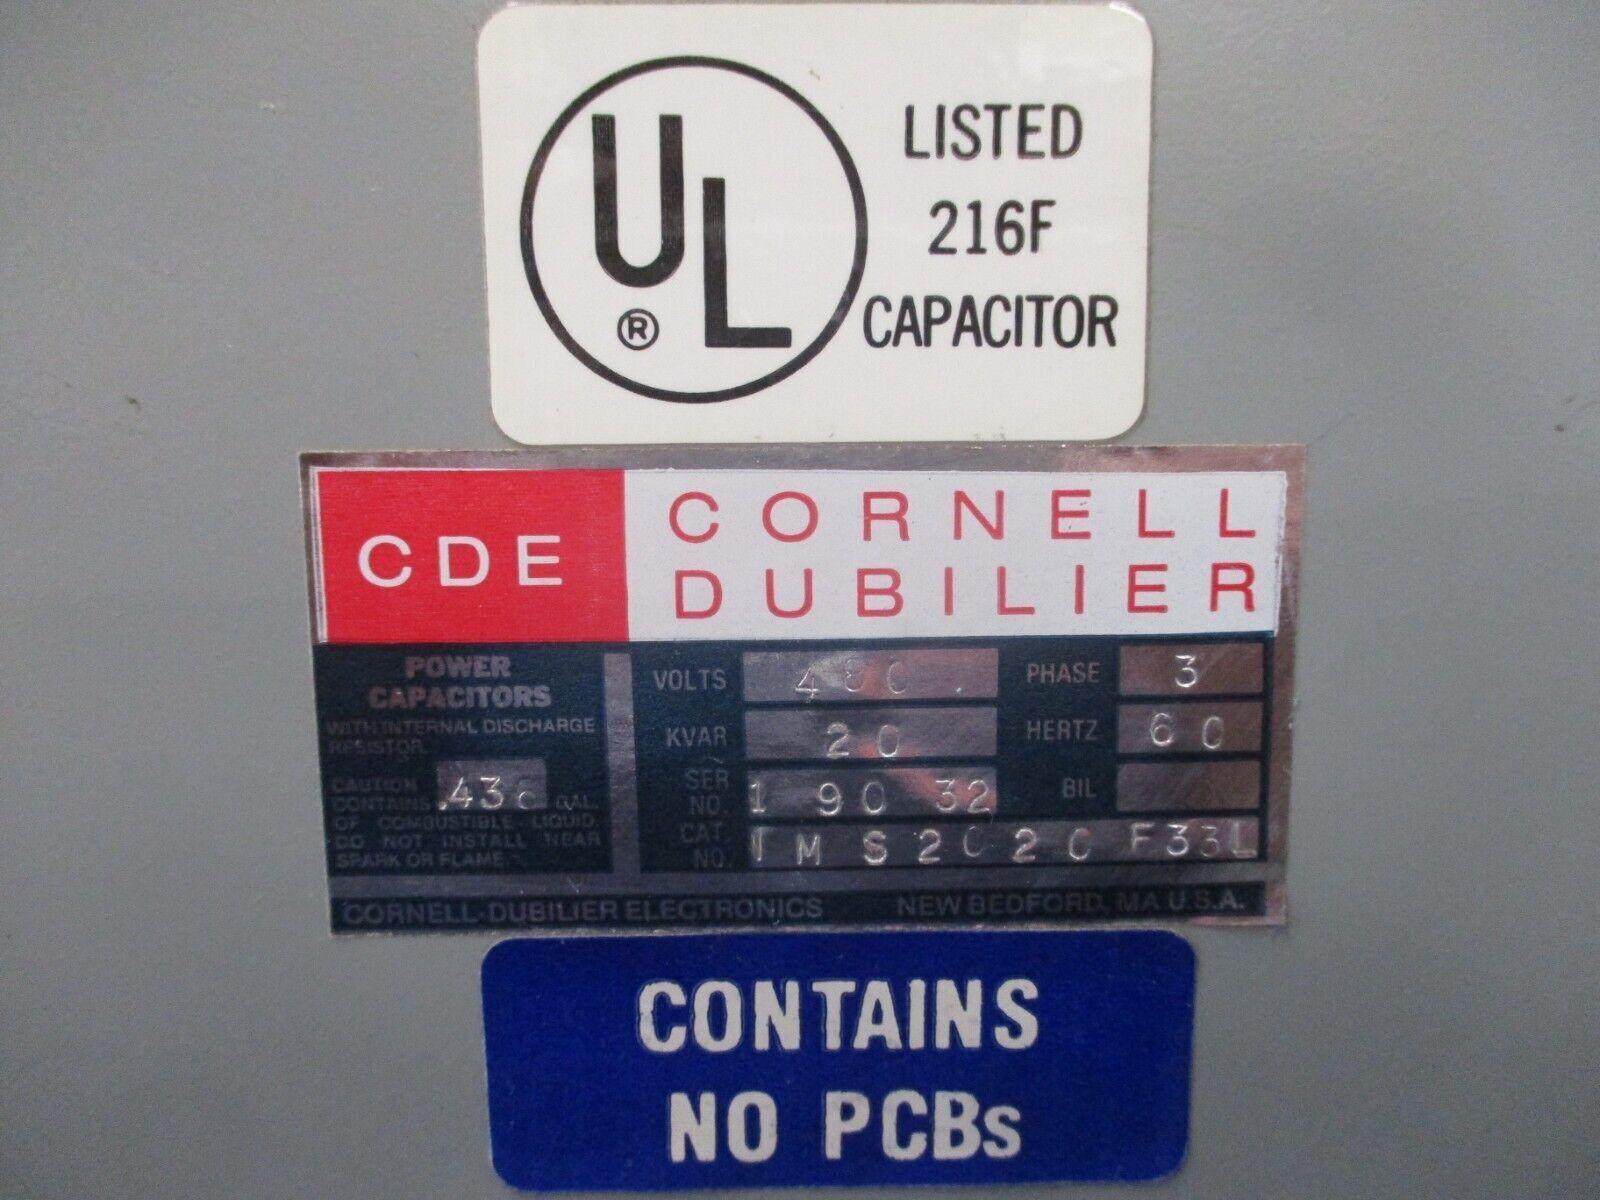 UL
®
LISTED
216F
CAPACITOR
CDE
CORNELL
DUBILIER
POWER
CAPACITORS
WITH INTERNAL DISCHARGE
RESISTOR
CAUTION
CONTAINS .436 GAL.
OF COMBUSTIBLE LIQUID.
DO NOT INSTALL NEAR
SPARK OR FLAME.
VOLTS 480
PHASE 3
KVAR 20
HERTZ 60
SER. NO. 1 90 32
BIL
CAT. NO. TMS2020F33L
CORNELL-DUBILIER ELECTRONICS NEW BEDFORD, MA U.S.A.
CONTAINS
NO PCBs